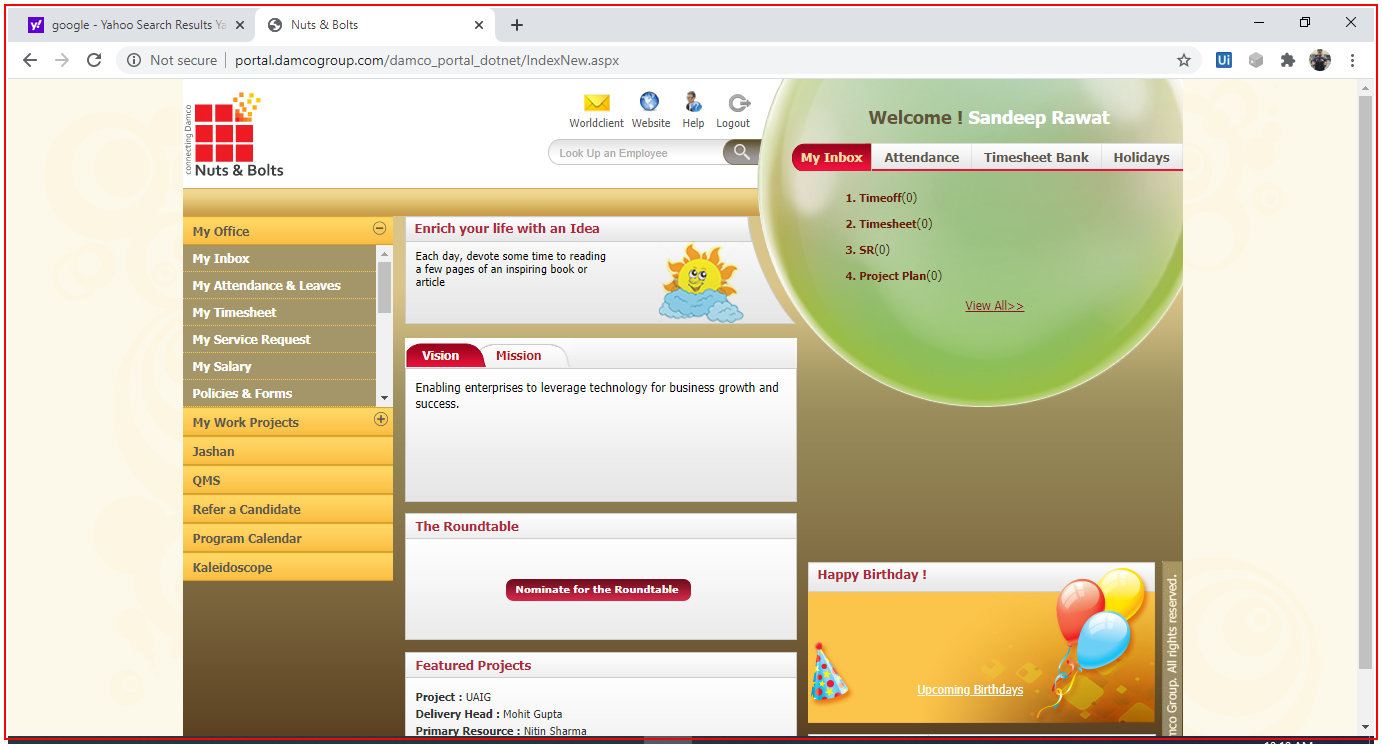 google - Yahoo Search Results Ya
Nuts & Bolts
Not secure
portal.damcogroup.com/damco_portal_dotnet/IndexNew.aspx
Ui
connecting Damco
Nuts & Bolts
Worldclient
Website
Help
Logout
Look Up an Employee
Welcome ! Sandeep Rawat
My Inbox
Attendance
Timesheet Bank
Holidays
1. Timeoff(0)
2. Timesheet(0)
3. SR(0)
4. Project Plan(0)
View All>>
My Office
My Inbox
My Attendance & Leaves
My Timesheet
My Service Request
My Salary
Policies & Forms
My Work Projects
Jashan
QMS
Refer a Candidate
Program Calendar
Kaleidoscope
Enrich your life with an Idea
Each day, devote some time to reading
a few pages of an inspiring book or
article
Vision
Mission
Enabling enterprises to leverage technology for business growth and
success.
The Roundtable
Nominate for the Roundtable
Featured Projects
Project : UAIG
Delivery Head : Mohit Gupta
Primary Resource : Nitin Sharma
Happy Birthday !
Upcoming Birthdays
mco Group. All rights reserved.